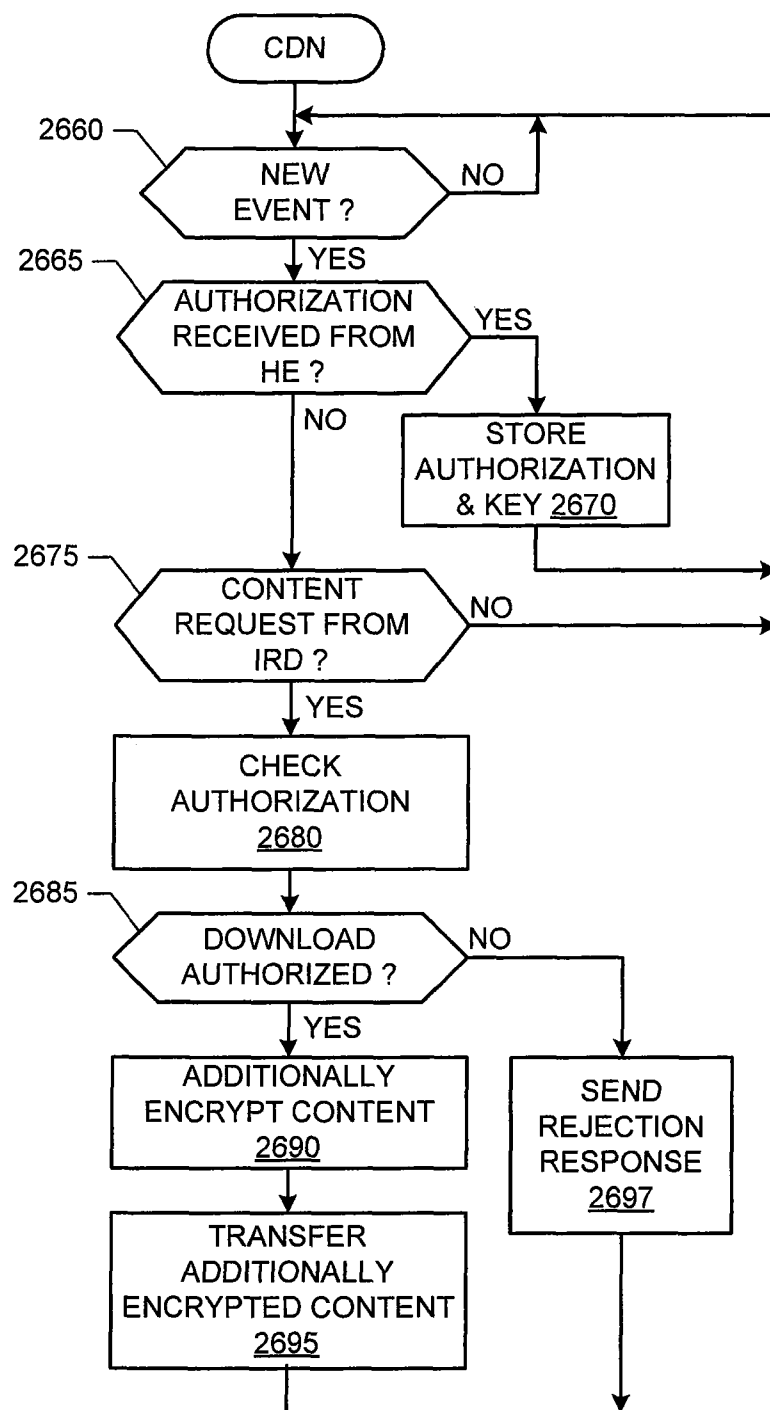 CDN
2660
NEW
EVENT ?
NO
YES
2665
AUTHORIZATION
RECEIVED FROM
HE ?
YES
NO
STORE
AUTHORIZATION
& KEY 2670
2675
CONTENT
REQUEST FROM
IRD ?
NO
YES
CHECK
AUTHORIZATION
2680
2685
DOWNLOAD
AUTHORIZED ?
NO
YES
ADDITIONALLY
ENCRYPT CONTENT
2690
SEND
REJECTION
RESPONSE
2697
TRANSFER
ADDITIONALLY
ENCRYPTED CONTENT
2695